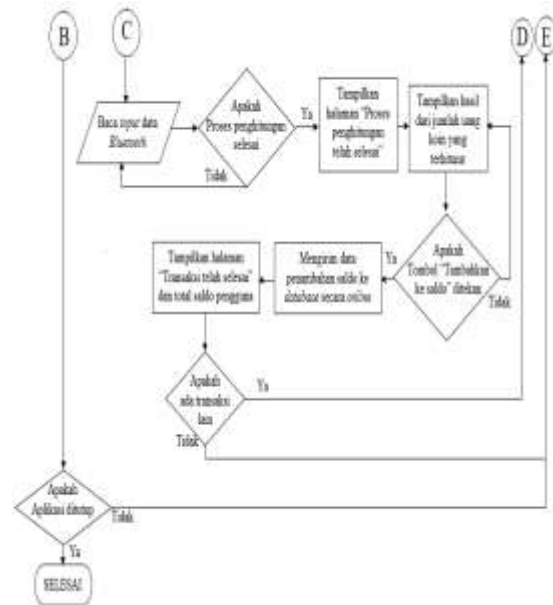 B
C
D
E
Baca input data
Bluetooth
Apakah
Proses penghitungan
selesai
Ya
Tidak
Tampilkan
halaman "Proses
penghitungan
telah selesai"
Tampilkan hasil
dari jumlah uang
koin yang
terhitung
Apakah
Tombol "Tambahkan
ke saldo" ditekan
Ya
Tidak
Mengirim data
penambahan saldo ke
database secara online
Tampilkan halaman
"Transaksi telah selesai"
dan total saldo pengguna
Apakah
ada transaksi
lain
Ya
Tidak
Apakah
Aplikasi ditutup
Tidak
Ya
SELESAI